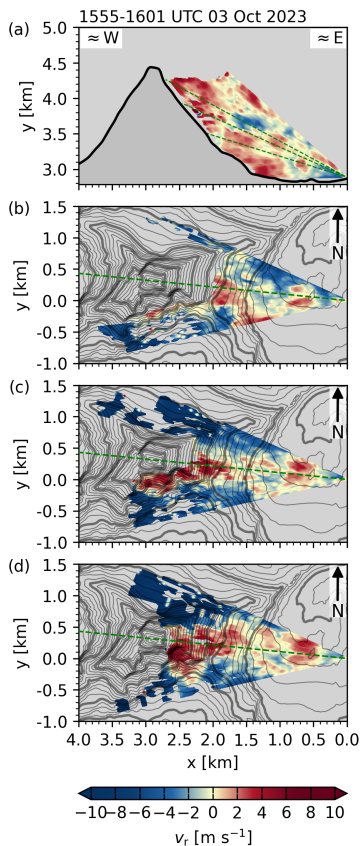 1555-1601 UTC 03 Oct 2023
(a)
≈ W
≈ E
5.0
4.5
4.0
3.5
3.0
y [km]
(b)
1.5
1.0
0.5
0.0
-0.5
-1.0
y [km]
N
(c)
1.5
1.0
0.5
0.0
-0.5
-1.0
y [km]
N
(d)
1.5
1.0
0.5
0.0
-0.5
-1.0
y [km]
N
4.0 3.5 3.0 2.5 2.0 1.5 1.0 0.5 0.0
x [km]
−10−8 −6 −4 −2 0 2 4 6 8 10
vr [m s⁻¹]